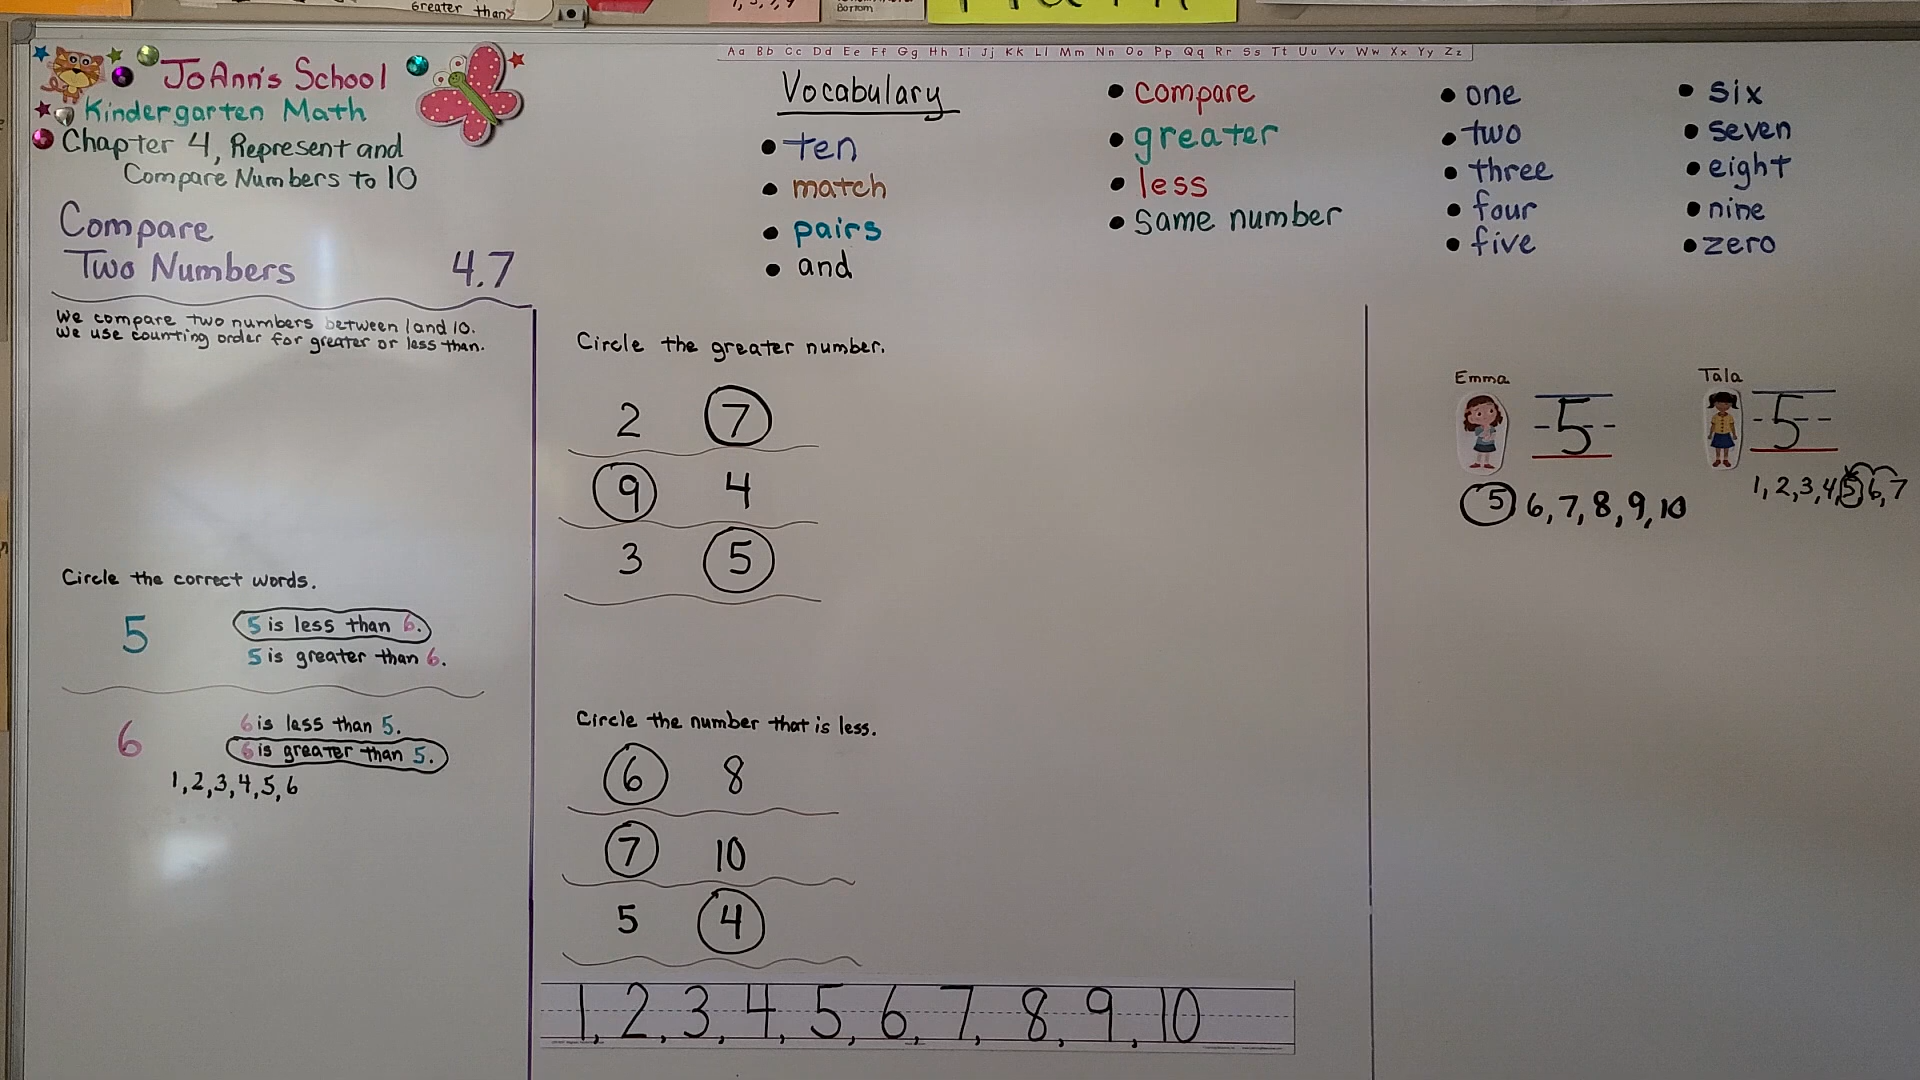 Greater than
Bottom
Aa Bb Cc Dd Ee Ff Gg Hh Ii Jj Kk Ll Mm Nn Oo Pp Qq Rr Ss Tt Uu Vv Ww Xx Yy Zz
JoAnn's School
Kindergarten Math
Chapter 4, Represent and
Compare Numbers to 10
Compare
Two Numbers 4.7
We compare two numbers between 1 and 10.
We use counting order for greater or less than.
Circle the correct words.
5
5 is less than 6.
5 is greater than 6.
6
6 is less than 5.
6 is greater than 5.
1,2,3,4,5,6
Vocabulary
• ten
• match
• pairs
• and
• compare
• greater
• less
• same number
• one
• two
• three
• four
• five
• six
• seven
• eight
• nine
• zero
Circle the greater number.
2 7
9 4
3 5
Circle the number that is less.
6 8
7 10
5 4
1, 2, 3, 4, 5, 6, 7, 8, 9, 10
Emma
5
5 6, 7, 8, 9, 10
Tala
5
1, 2, 3, 4, 5, 6, 7